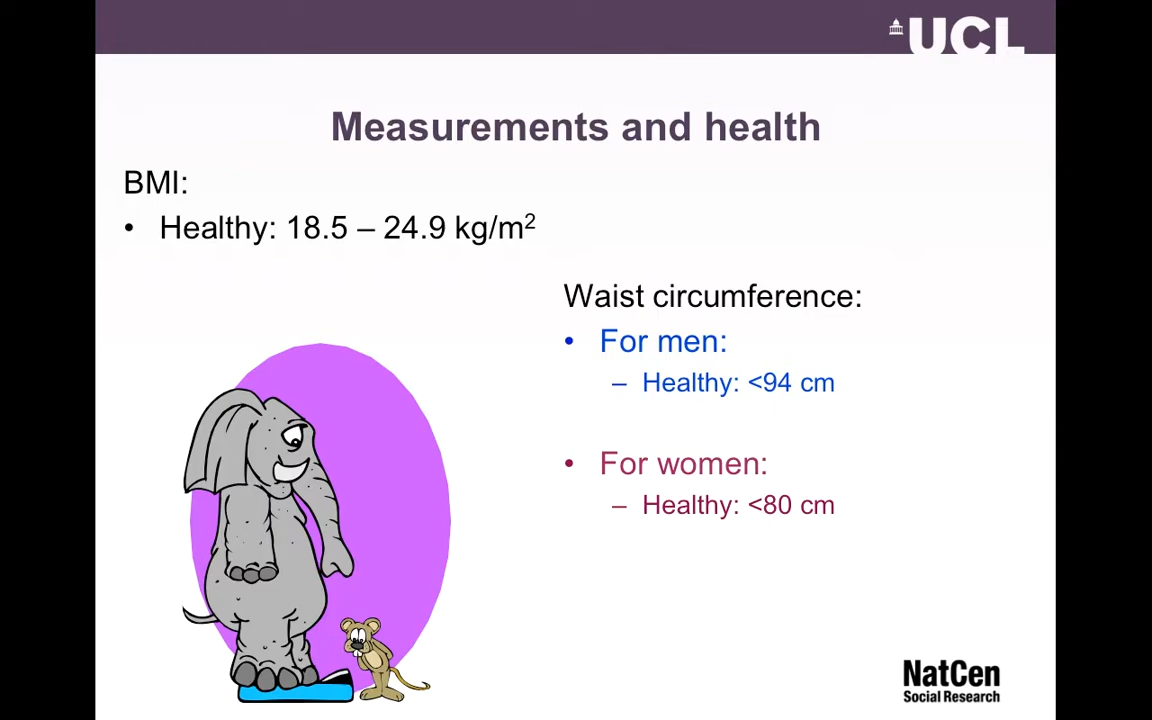 UCL
Measurements and health
BMI:
• Healthy: 18.5 – 24.9 kg/m²
Waist circumference:
• For men:
– Healthy: <94 cm
• For women:
– Healthy: <80 cm
NatCen
Social Research